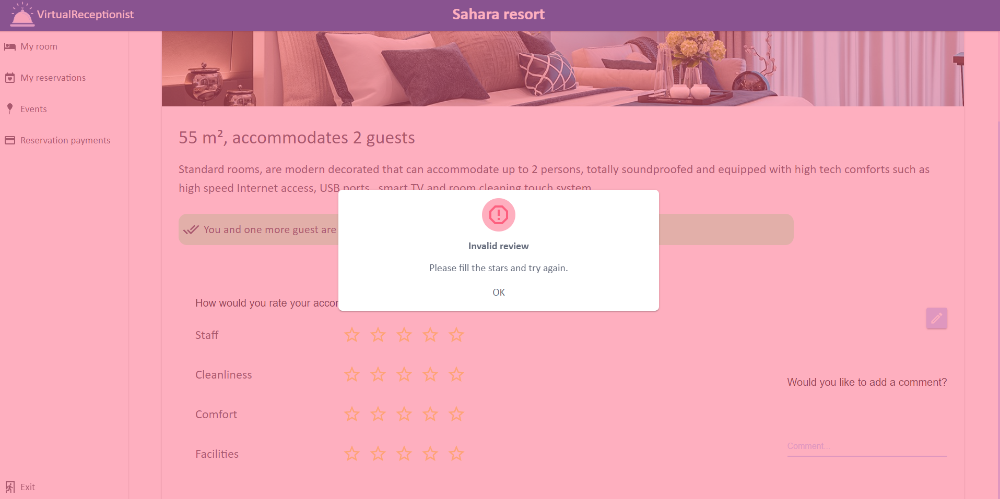 VirtualReceptionist
Sahara resort
My room
My reservations
Events
Reservation payments
Exit
55 m², accommodates 2 guests
Standard rooms, are modern decorated that can accommodate up to 2 persons, totally soundproofed and equipped with high tech comforts such as
high speed Internet access, USB ports, smart TV and room cleaning touch system
You and one more guest are
Invalid review
Please fill the stars and try again.
OK
How would you rate your
Staff
Cleanliness
Comfort
Facilities
Would you like to add a comment?
Comment...